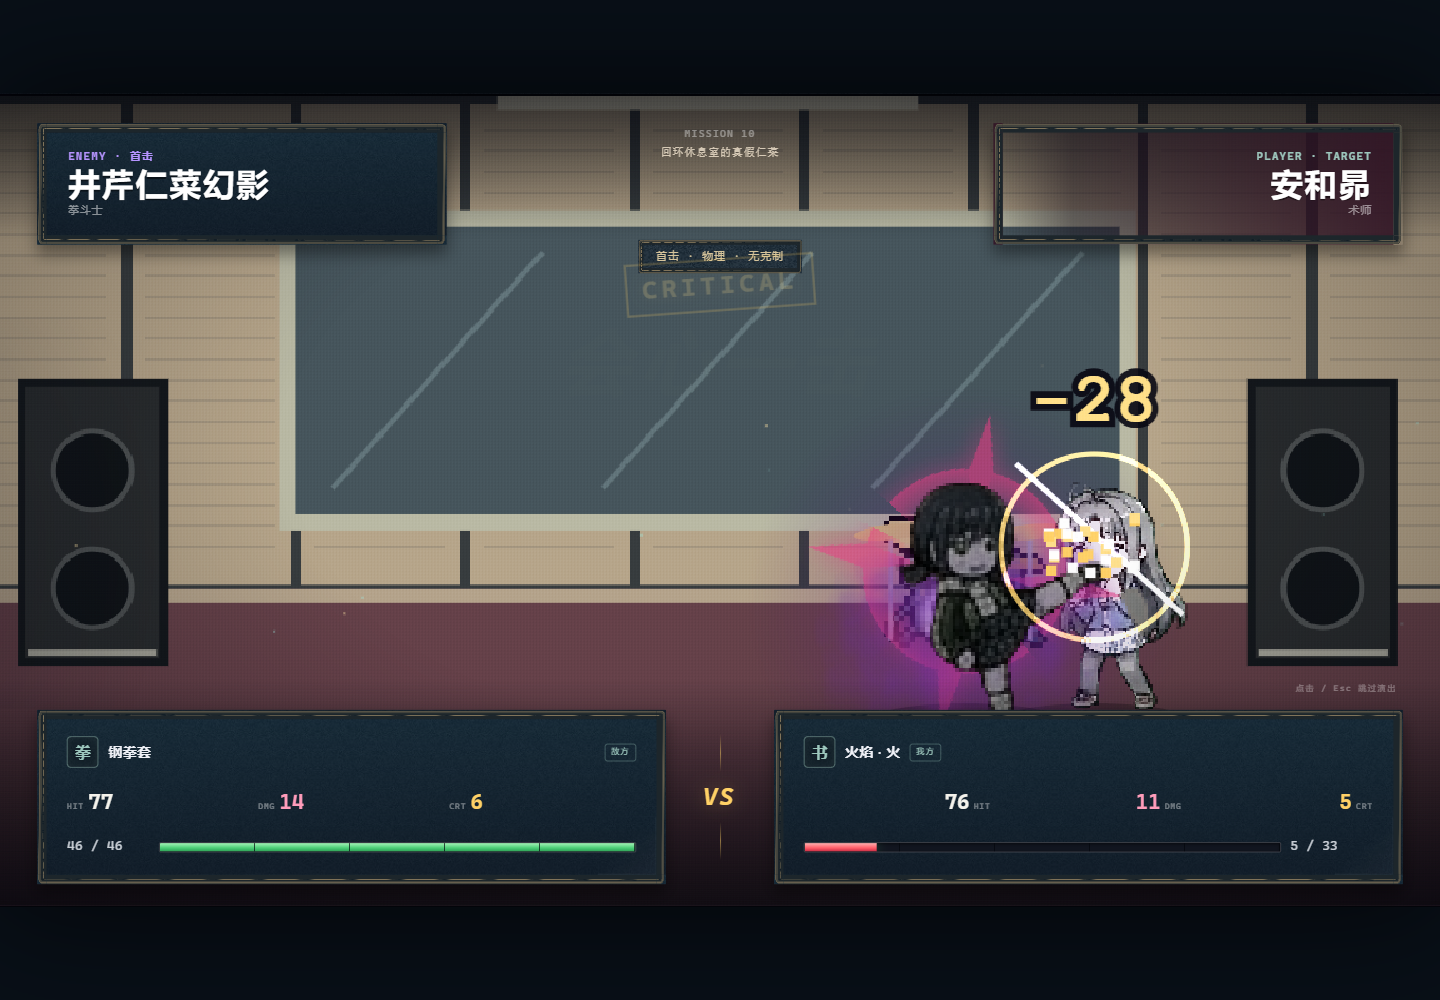 MISSION 10
回环休息室的真假仁菜
ENEMY · 首击
井芹仁菜幻影
拳斗士
PLAYER · TARGET
安和昴
术师
首击 · 物理 · 无克制
CRITICAL
-28
点击 / Esc 跳过演出
拳 钢拳套 敌方
HIT 77 DMG 14 CRT 6
46 / 46
VS
书 火焰·火 我方
76 HIT 11 DMG 5 CRT
5 / 33